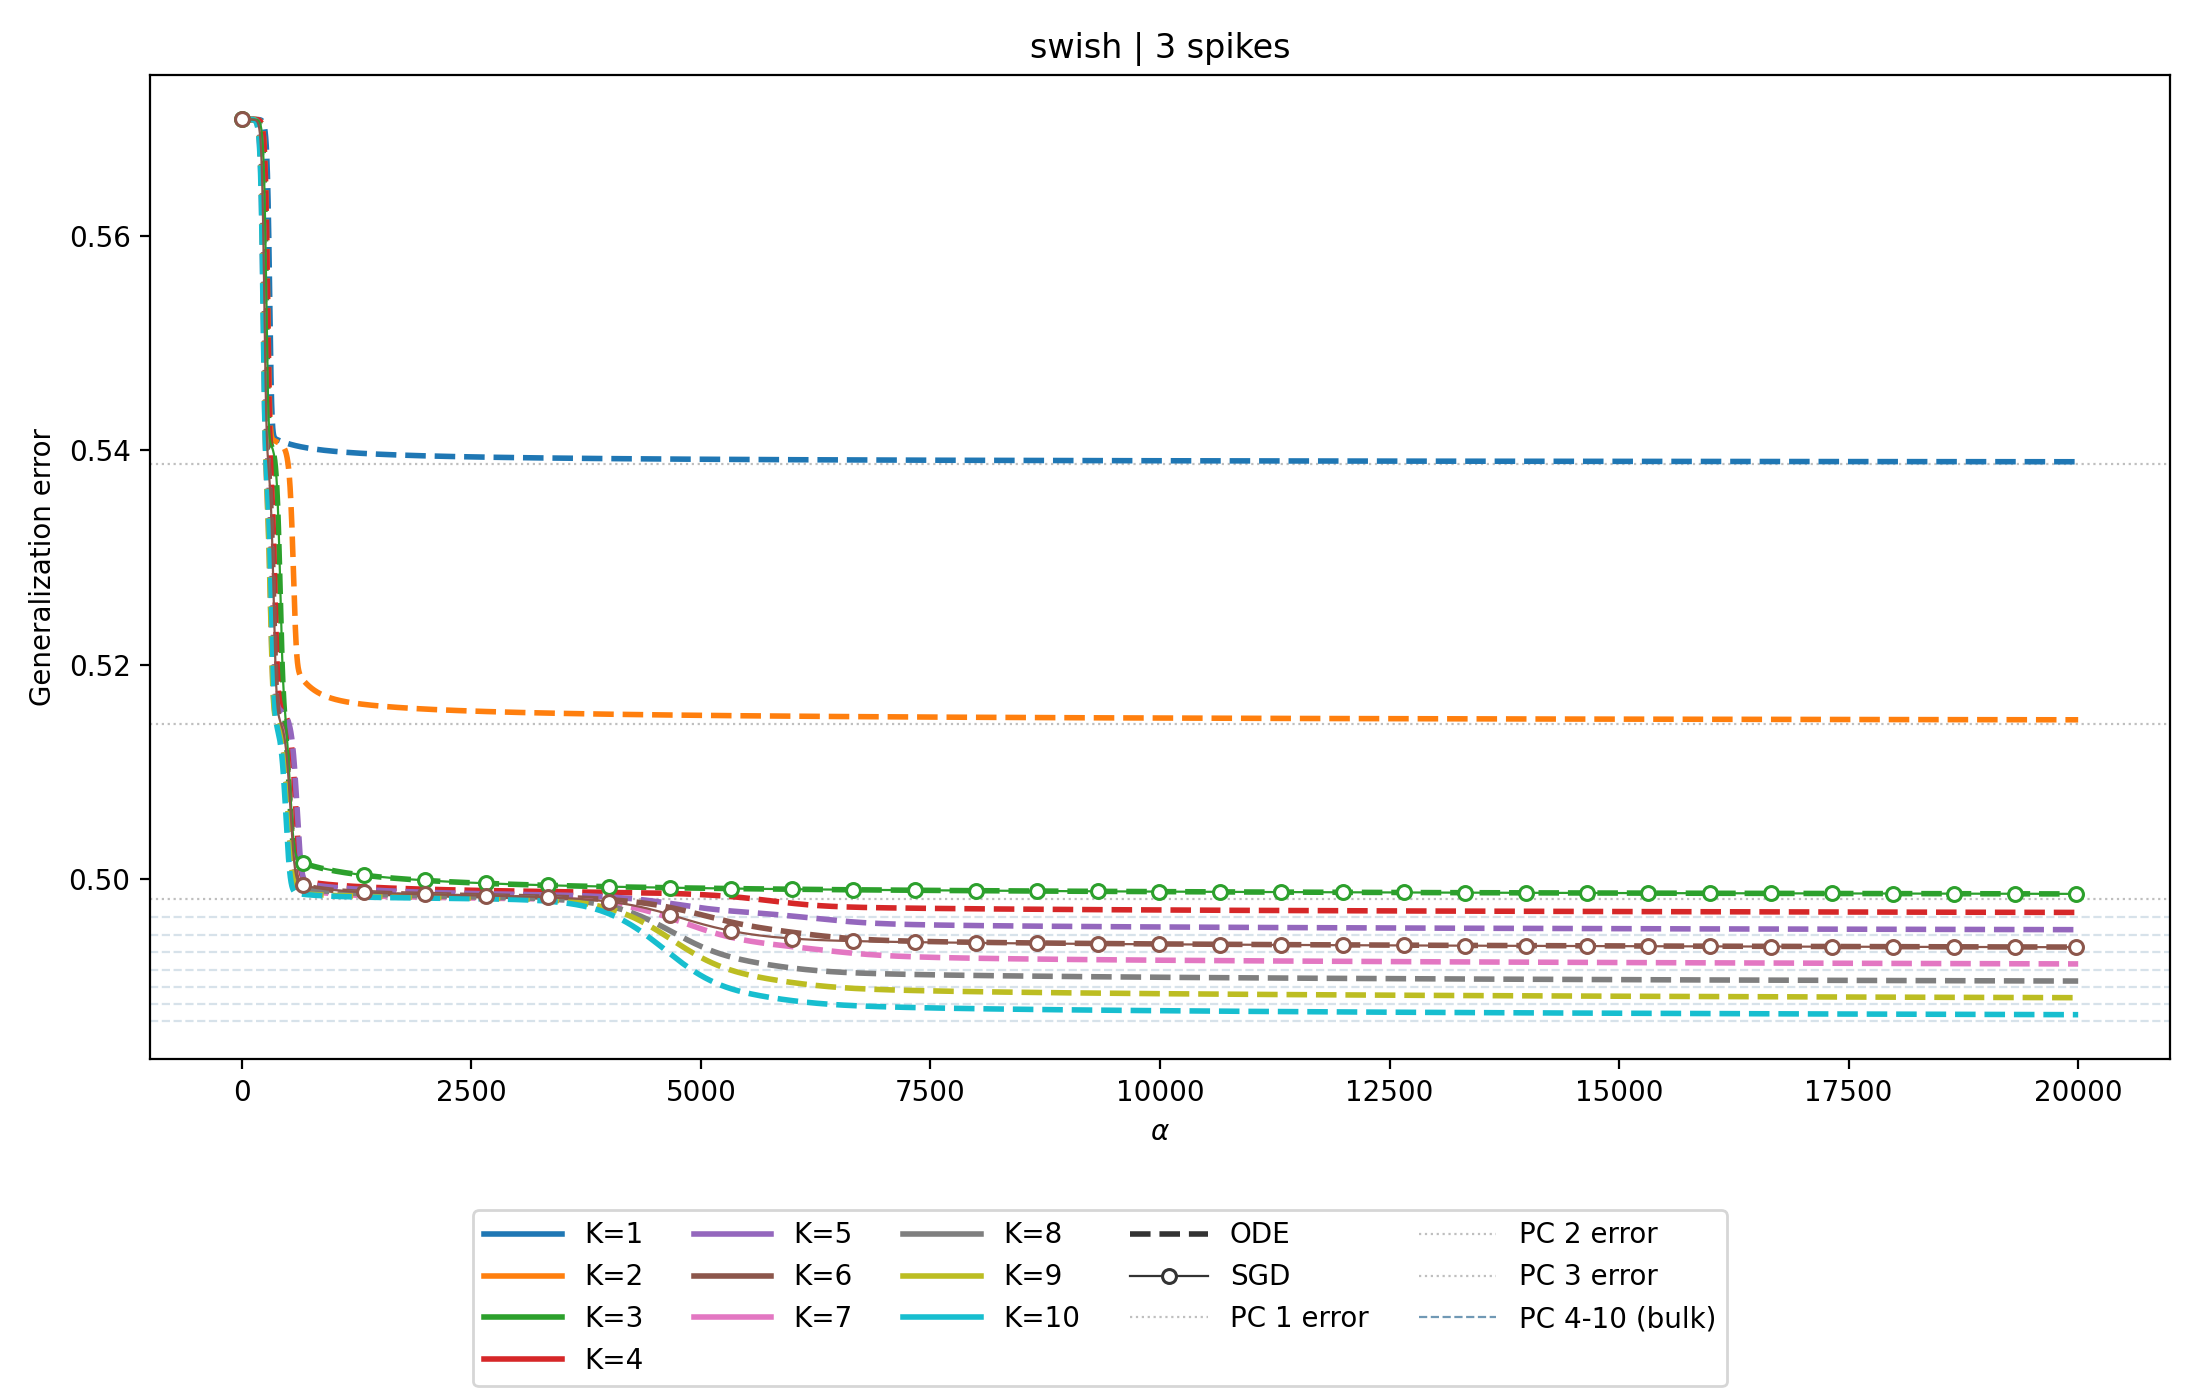 swish | 3 spikes
Generalization error
0.56
0.54
0.52
0.50
0
2500
5000
7500
10000
12500
15000
17500
20000
α
K=1
K=2
K=3
K=4
K=5
K=6
K=7
K=8
K=9
K=10
ODE
SGD
PC 1 error
PC 2 error
PC 3 error
PC 4-10 (bulk)